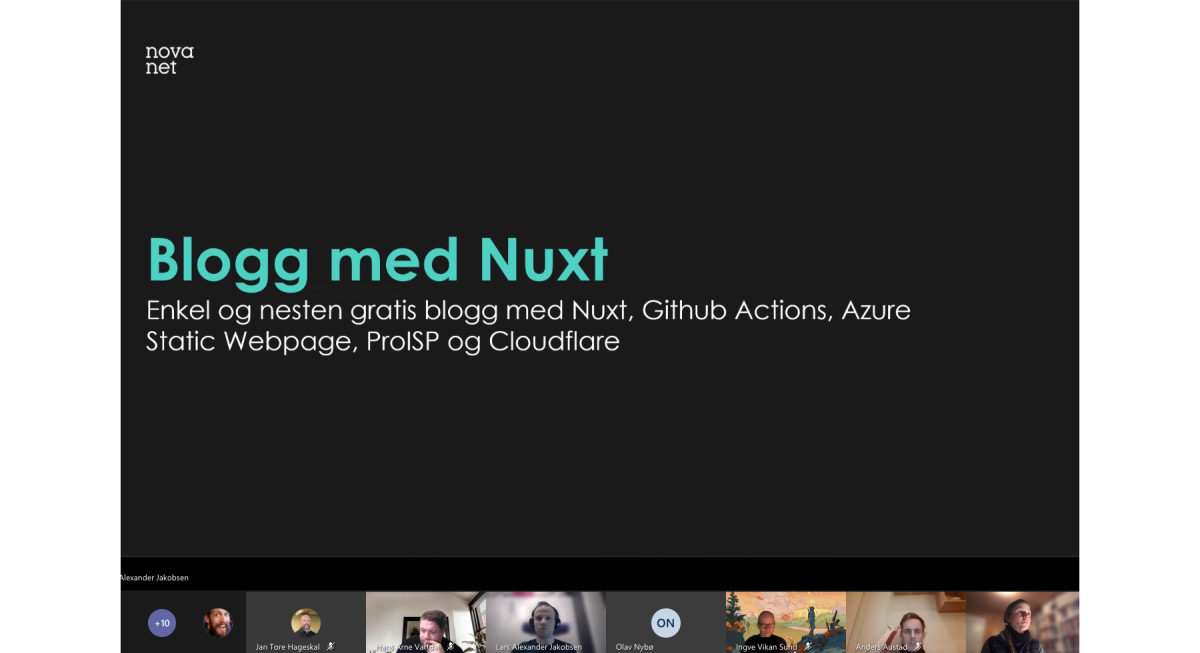 nova
net
Blogg med Nuxt
Enkel og nesten gratis blogg med Nuxt, Github Actions, Azure
Static Webpage, ProISP og Cloudflare
Alexander Jakobsen
+10
Jan Tore Hageskal
Hans Arne
Lars Alexander Jakobsen
ON
Olav Nybø
Ingve Vikan Sund
Anders Austad